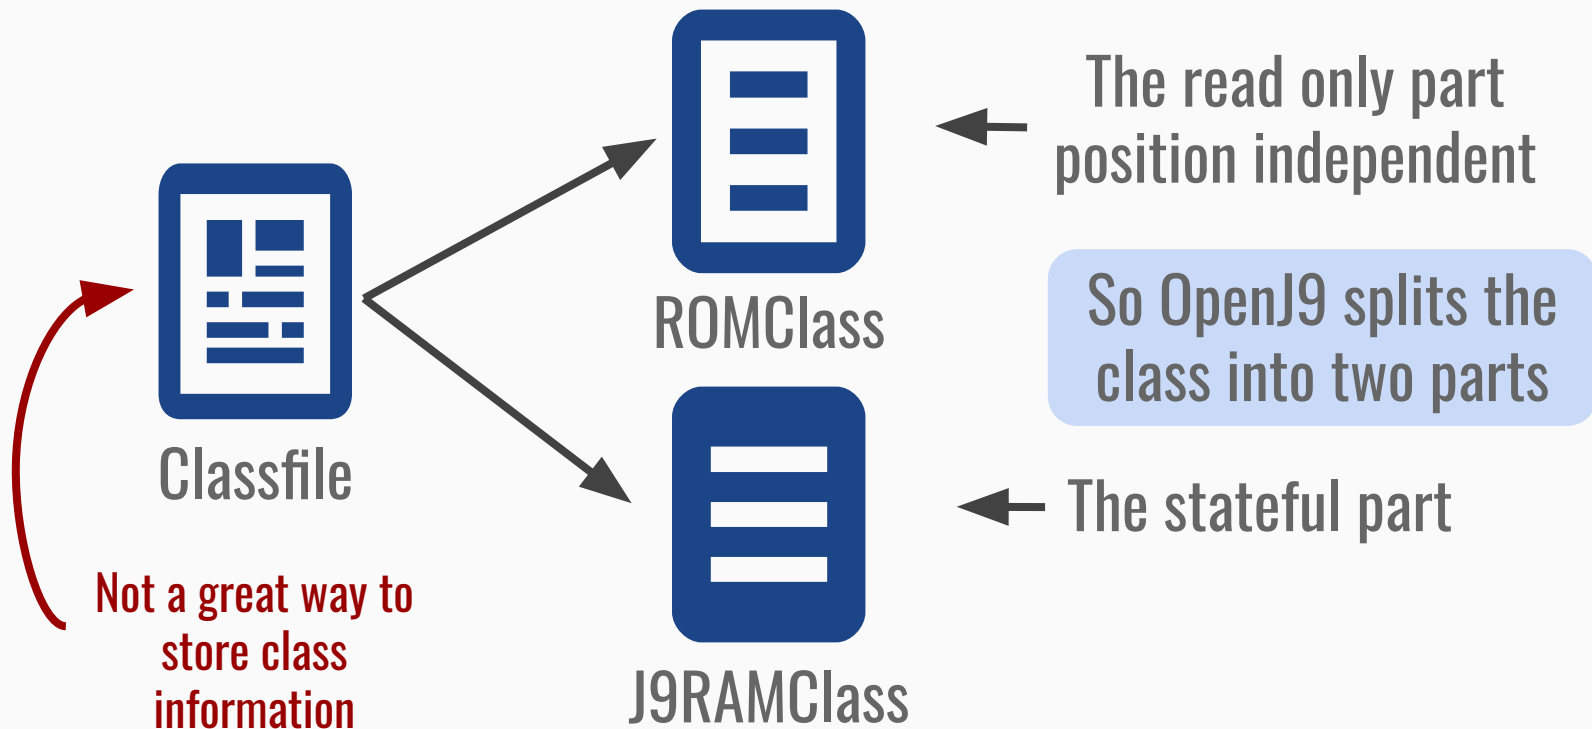 The read only part
position independent
ROMClass
So OpenJ9 splits the
class into two parts
Classfile
The stateful part
Not a great way to
store class
information
J9RAMClass